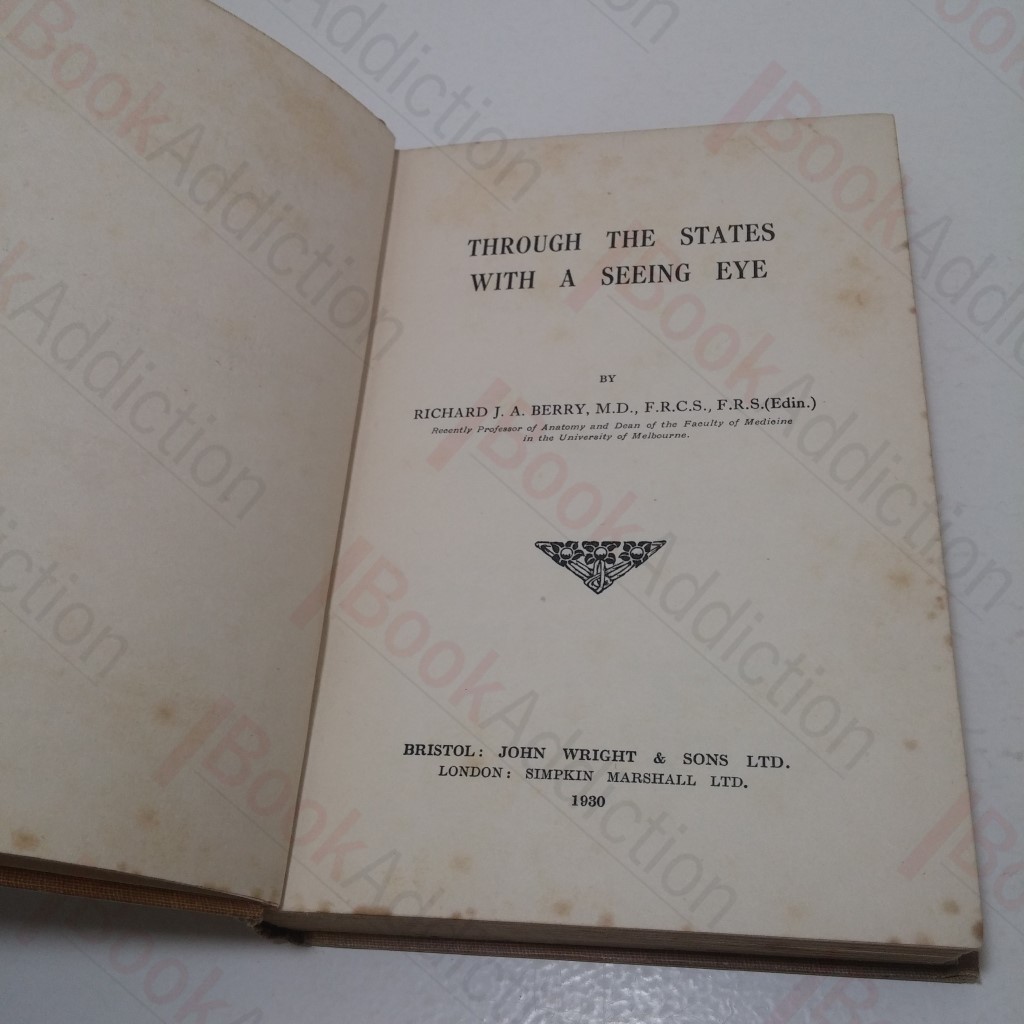 THROUGH THE STATES
WITH A SEEING EYE
BY
RICHARD J. A. BERRY, M.D., F.R.C.S., F.R.S.(Edin.)
Recently Professor of Anatomy and Dean of the Faculty of Medicine
in the University of Melbourne.
BRISTOL: JOHN WRIGHT & SONS LTD.
LONDON: SIMPKIN MARSHALL LTD.
1930
BookAddiction